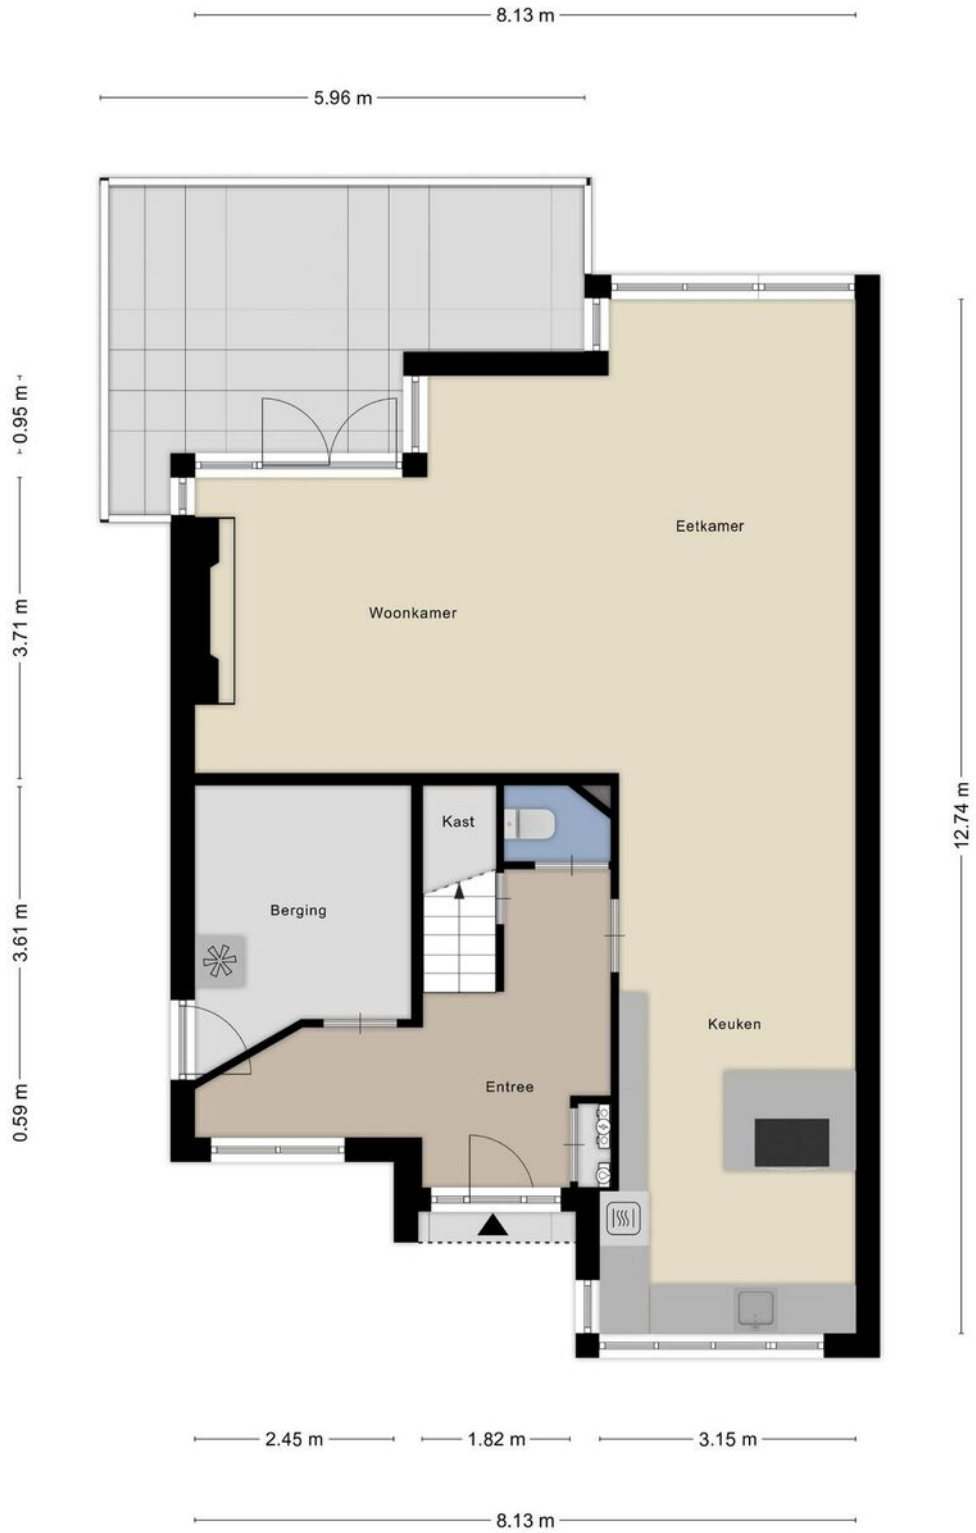 8.13 m
5.96 m
0.95 m
Eetkamer
Woonkamer
3.71 m
Kast
12.74 m
Berging
3.61 m
Keuken
Entree
0.59 m
2.45 m
1.82 m
3.15 m
8.13 m